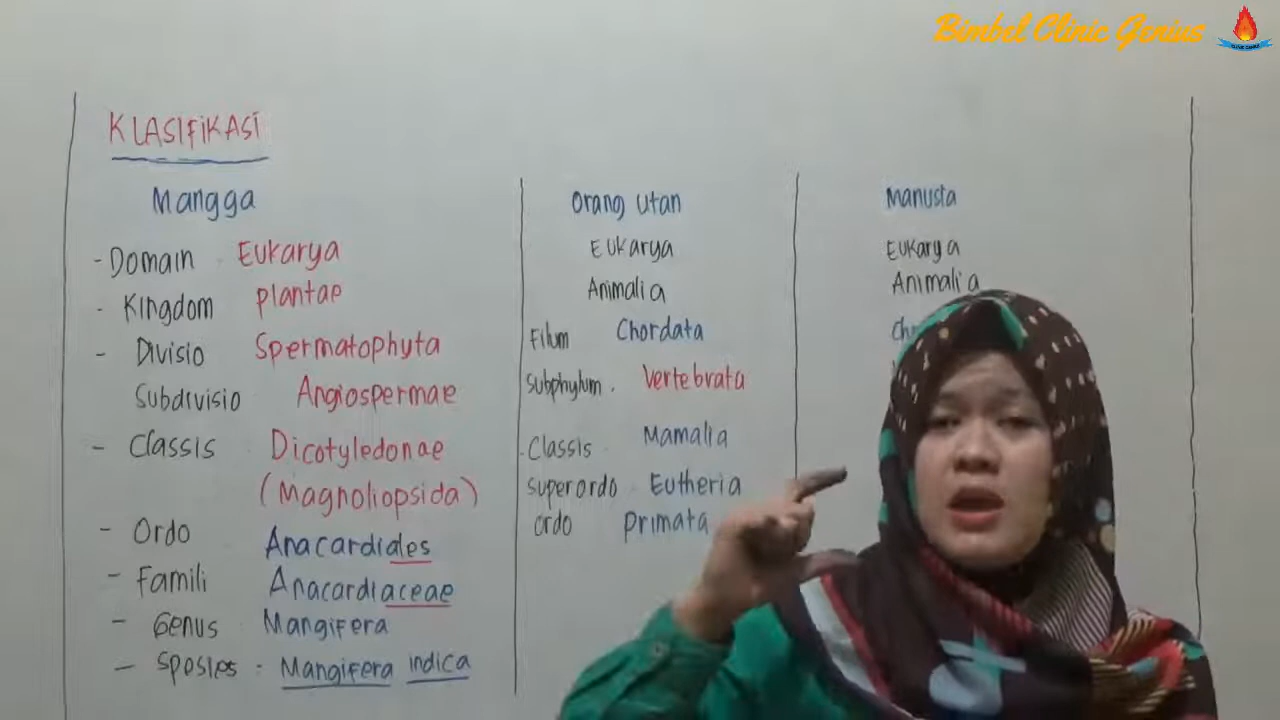 Bimbel Clinic Genius
KLASIFIKASI
Mangga
- Domain Eukarya
- Kingdom plantae
- Divisio Spermatophyta
Subdivisio Angiospermae
- Classis Dicotyledonae
(Magnoliopsida)
- Ordo Anacardiales
- Famili Anacardiaceae
- Genus Mangifera
- Spesies : Mangifera indica
Orang utan
Eukarya
Animalia
Filum Chordata
Subphylum . Vertebrata
- Classis Mamalia
Superordo - Eutheria
Ordo Primata
Manusia
Eukarya
Animalia